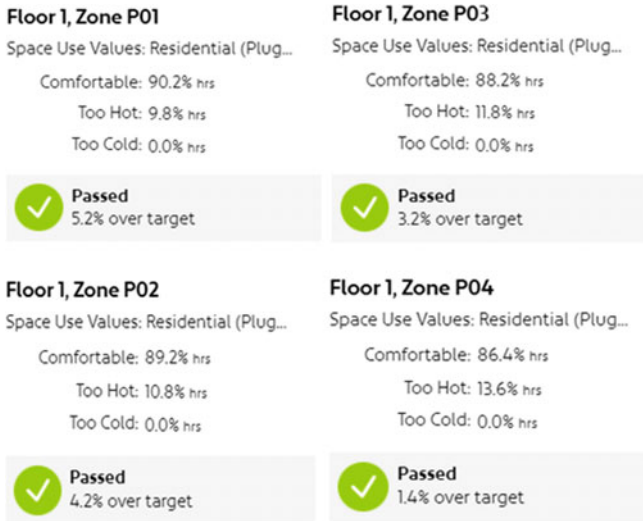 Floor 1, Zone P01
Space Use Values: Residential (Plug...
Comfortable: 90.2% hrs
Too Hot: 9.8% hrs
Too Cold: 0.0% hrs
Passed
5.2% over target
Floor 1, Zone P03
Space Use Values: Residential (Plug...
Comfortable: 88.2% hrs
Too Hot: 11.8% hrs
Too Cold: 0.0% hrs
Passed
3.2% over target
Floor 1, Zone P02
Space Use Values: Residential (Plug...
Comfortable: 89.2% hrs
Too Hot: 10.8% hrs
Too Cold: 0.0% hrs
Passed
4.2% over target
Floor 1, Zone P04
Space Use Values: Residential (Plug...
Comfortable: 86.4% hrs
Too Hot: 13.6% hrs
Too Cold: 0.0% hrs
Passed
1.4% over target